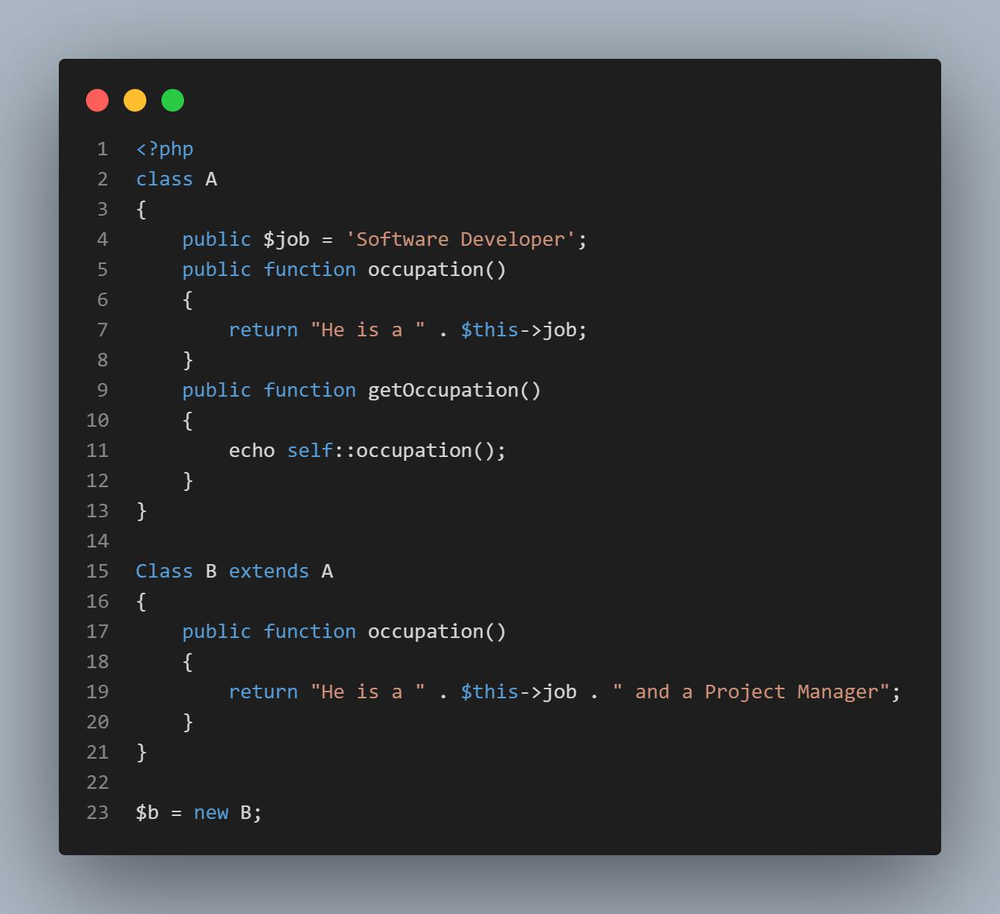 1 <?php
2 class A
3 {
4     public $job = 'Software Developer';
5     public function occupation()
6     {
7         return "He is a " . $this->job;
8     }
9     public function getOccupation()
10     {
11         echo self::occupation();
12     }
13 }
14
15 Class B extends A
16 {
17     public function occupation()
18     {
19         return "He is a " . $this->job . " and a Project Manager";
20     }
21 }
22
23 $b = new B;